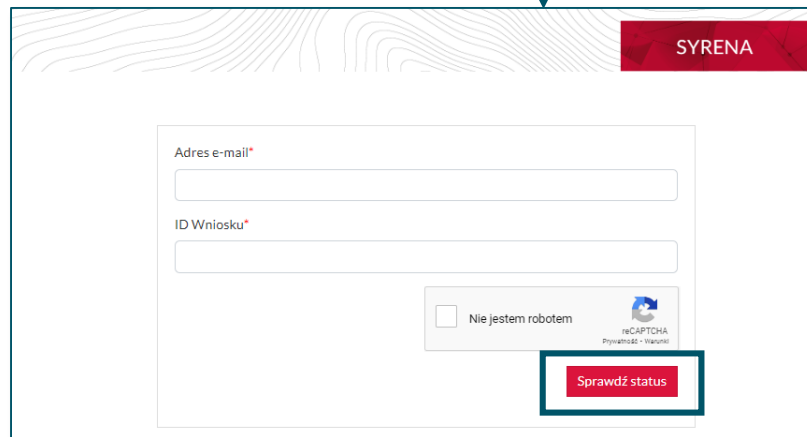 SYRENA
Adres e-mail*
ID Wniosku*
Nie jestem robotem
reCAPTCHA
Prywatność - Warunki
Sprawdź status